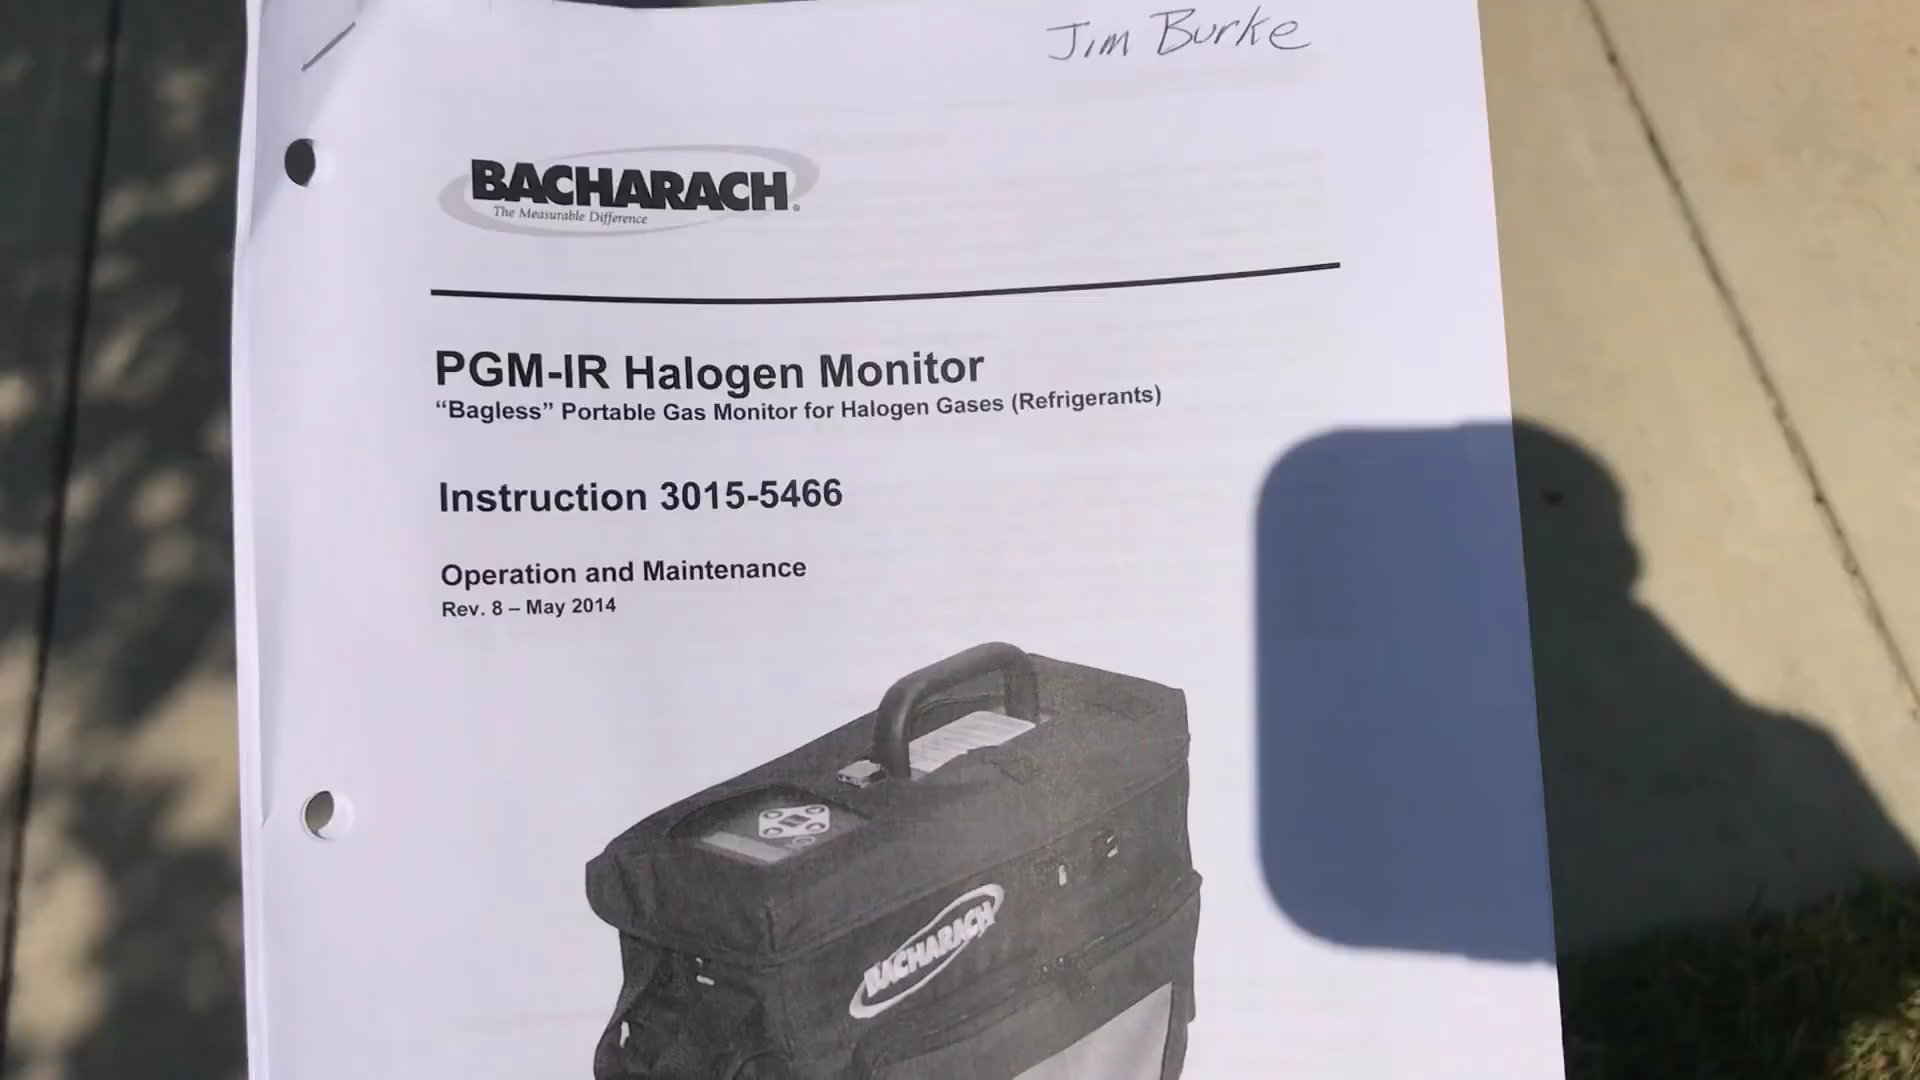 Jim Burke
BACHARACH®
The Measurable Difference
PGM-IR Halogen Monitor
“Bagless” Portable Gas Monitor for Halogen Gases (Refrigerants)
Instruction 3015-5466
Operation and Maintenance
Rev. 8 – May 2014
BACHARACH